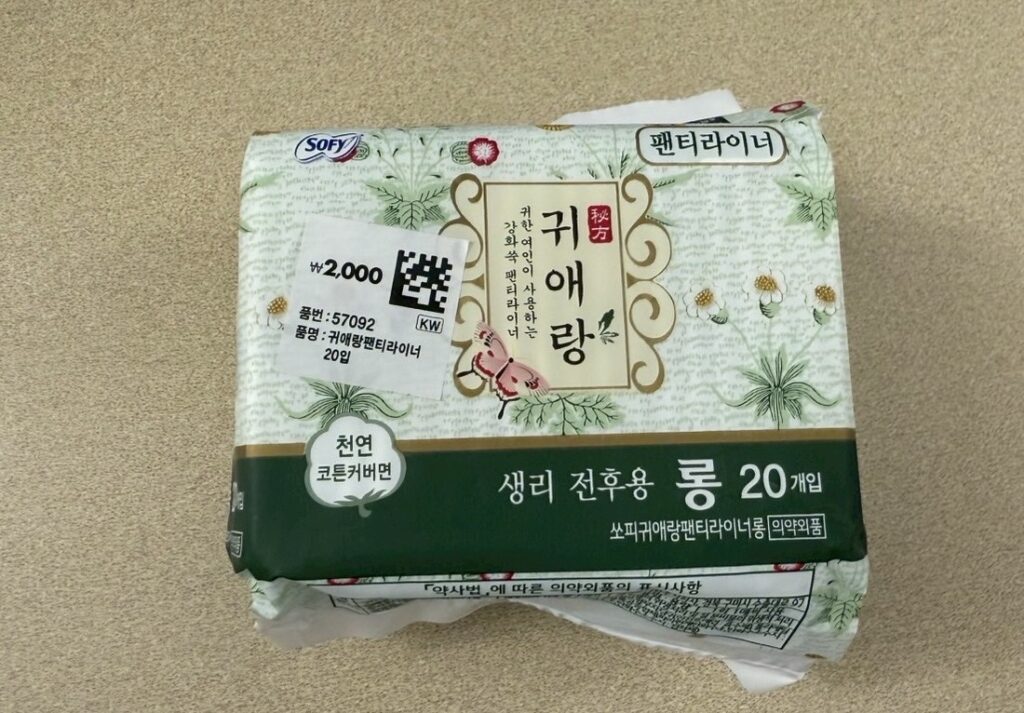 SOFY
팬티라이너
秘方
귀애랑
귀한 여인이 사용하는
강화 쑥 팬티라이너
₩2,000
품번 : 57092
KW
품명 : 귀애랑팬티라이너
20입
천연
코튼커버면
생리 전후용 롱 20개입
쏘피귀애랑팬티라이너롱 의약외품
「약사법」에 따른 의약외품의 표시사항